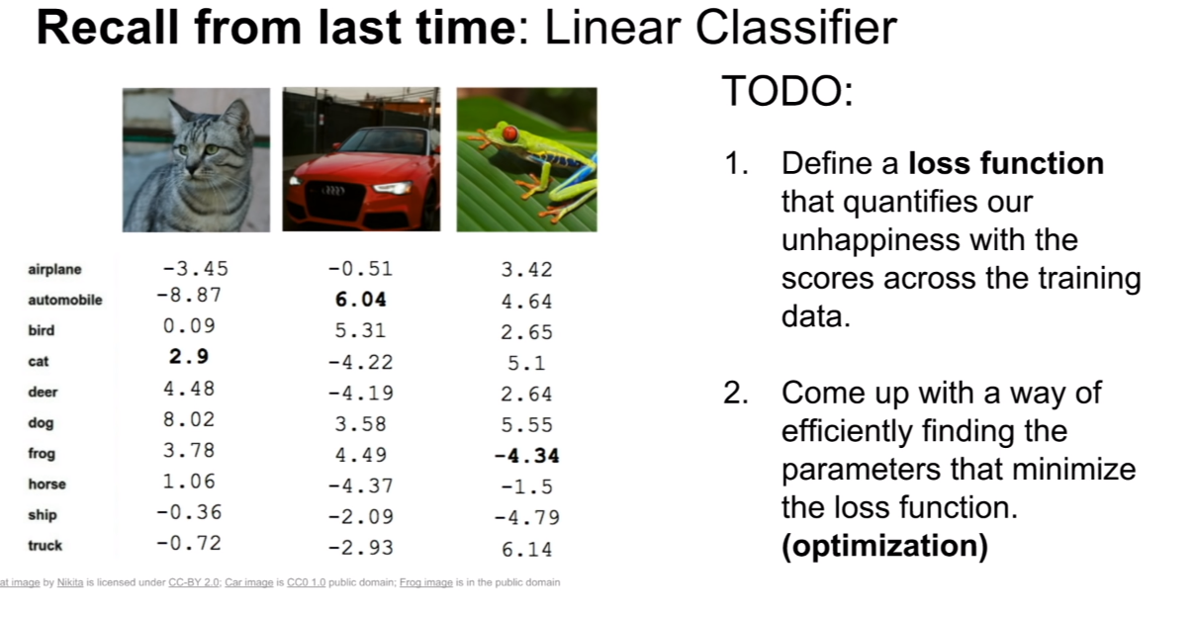 Recall from last time: Linear Classifier
airplane -3.45 -0.51 3.42
automobile -8.87 6.04 4.64
bird 0.09 5.31 2.65
cat 2.9 -4.22 5.1
deer 4.48 -4.19 2.64
dog 8.02 3.58 5.55
frog 3.78 4.49 -4.34
horse 1.06 -4.37 -1.5
ship -0.36 -2.09 -4.79
truck -0.72 -2.93 6.14
at image by Nikita is licensed under CC-BY 2.0; Car image is CC0 1.0 public domain; Frog image is in the public domain
TODO:
1. Define a loss function
that quantifies our
unhappiness with the
scores across the training
data.
2. Come up with a way of
efficiently finding the
parameters that minimize
the loss function.
(optimization)